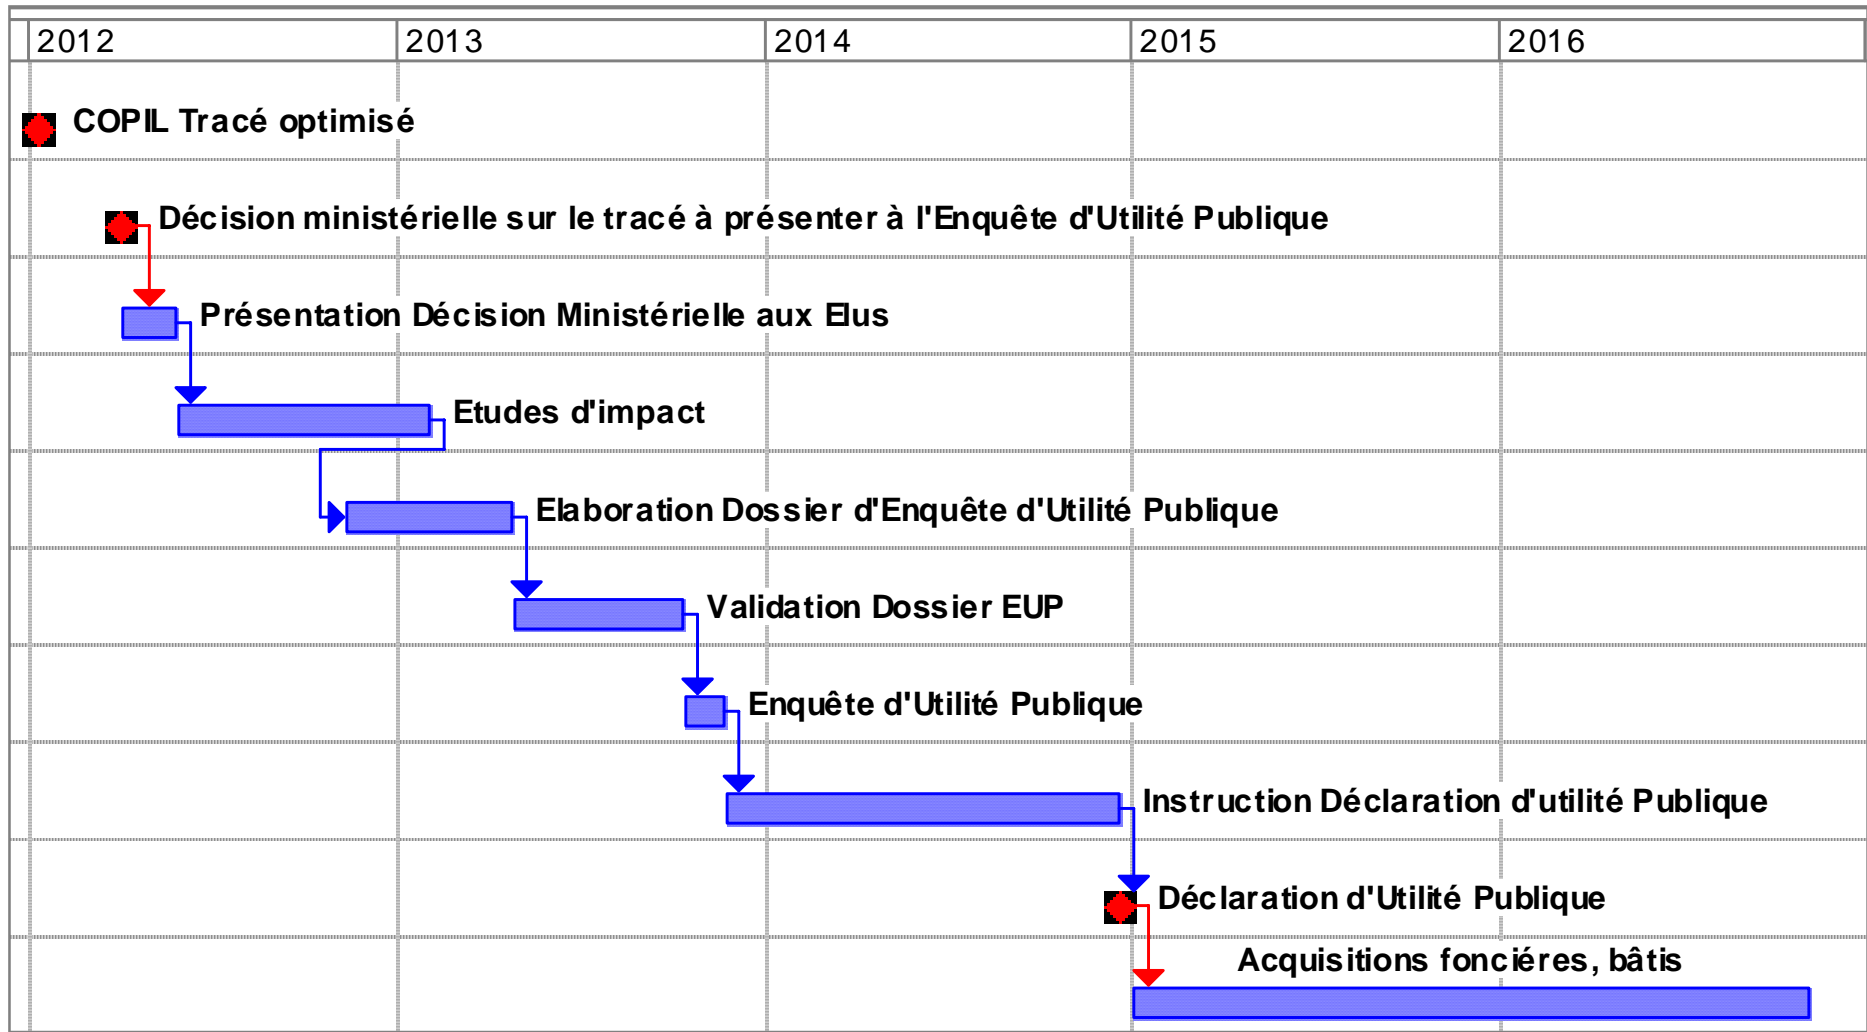 2012 2013 2014 2015 2016
COPIL Tracé optimisé
Décision ministérielle sur le tracé à présenter à l'Enquête d'Utilité Publique
Présentation Décision Ministérielle aux Elus
Etudes d'impact
Elaboration Dossier d'Enquête d'Utilité Publique
Validation Dossier EUP
Enquête d'Utilité Publique
Instruction Déclaration d'utilité Publique
Déclaration d'Utilité Publique
Acquisitions fonciéres, bâtis